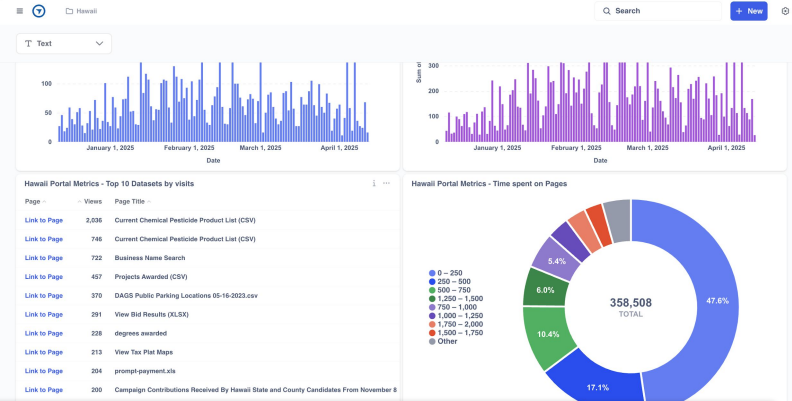 Hawaii
Search
+ New
T Text
100
50
0
January 1, 2025
February 1, 2025
March 1, 2025
April 1, 2025
Date
Sum of
300
200
100
0
January 1, 2025
February 1, 2025
March 1, 2025
April 1, 2025
Date
Hawaii Portal Metrics - Top 10 Datasets by visits
Page Views Page Title
Link to Page 2,036 Current Chemical Pesticide Product List (CSV)
Link to Page 746 Current Chemical Pesticide Product List (CSV)
Link to Page 722 Business Name Search
Link to Page 457 Projects Awarded (CSV)
Link to Page 370 DAGS Public Parking Locations 05-16-2023.csv
Link to Page 291 View Bid Results (XLSX)
Link to Page 228 degrees awarded
Link to Page 213 View Tax Plat Maps
Link to Page 204 prompt-payment.xls
Link to Page 200 Campaign Contributions Received By Hawaii State and County Candidates From November 8
Hawaii Portal Metrics - Time spent on Pages
0 – 250
250 – 500
500 – 750
1,250 – 1,500
750 – 1,000
1,000 – 1,250
1,750 – 2,000
1,500 – 1,750
Other
5.4%
6.0%
10.4%
17.1%
47.6%
358,508
TOTAL